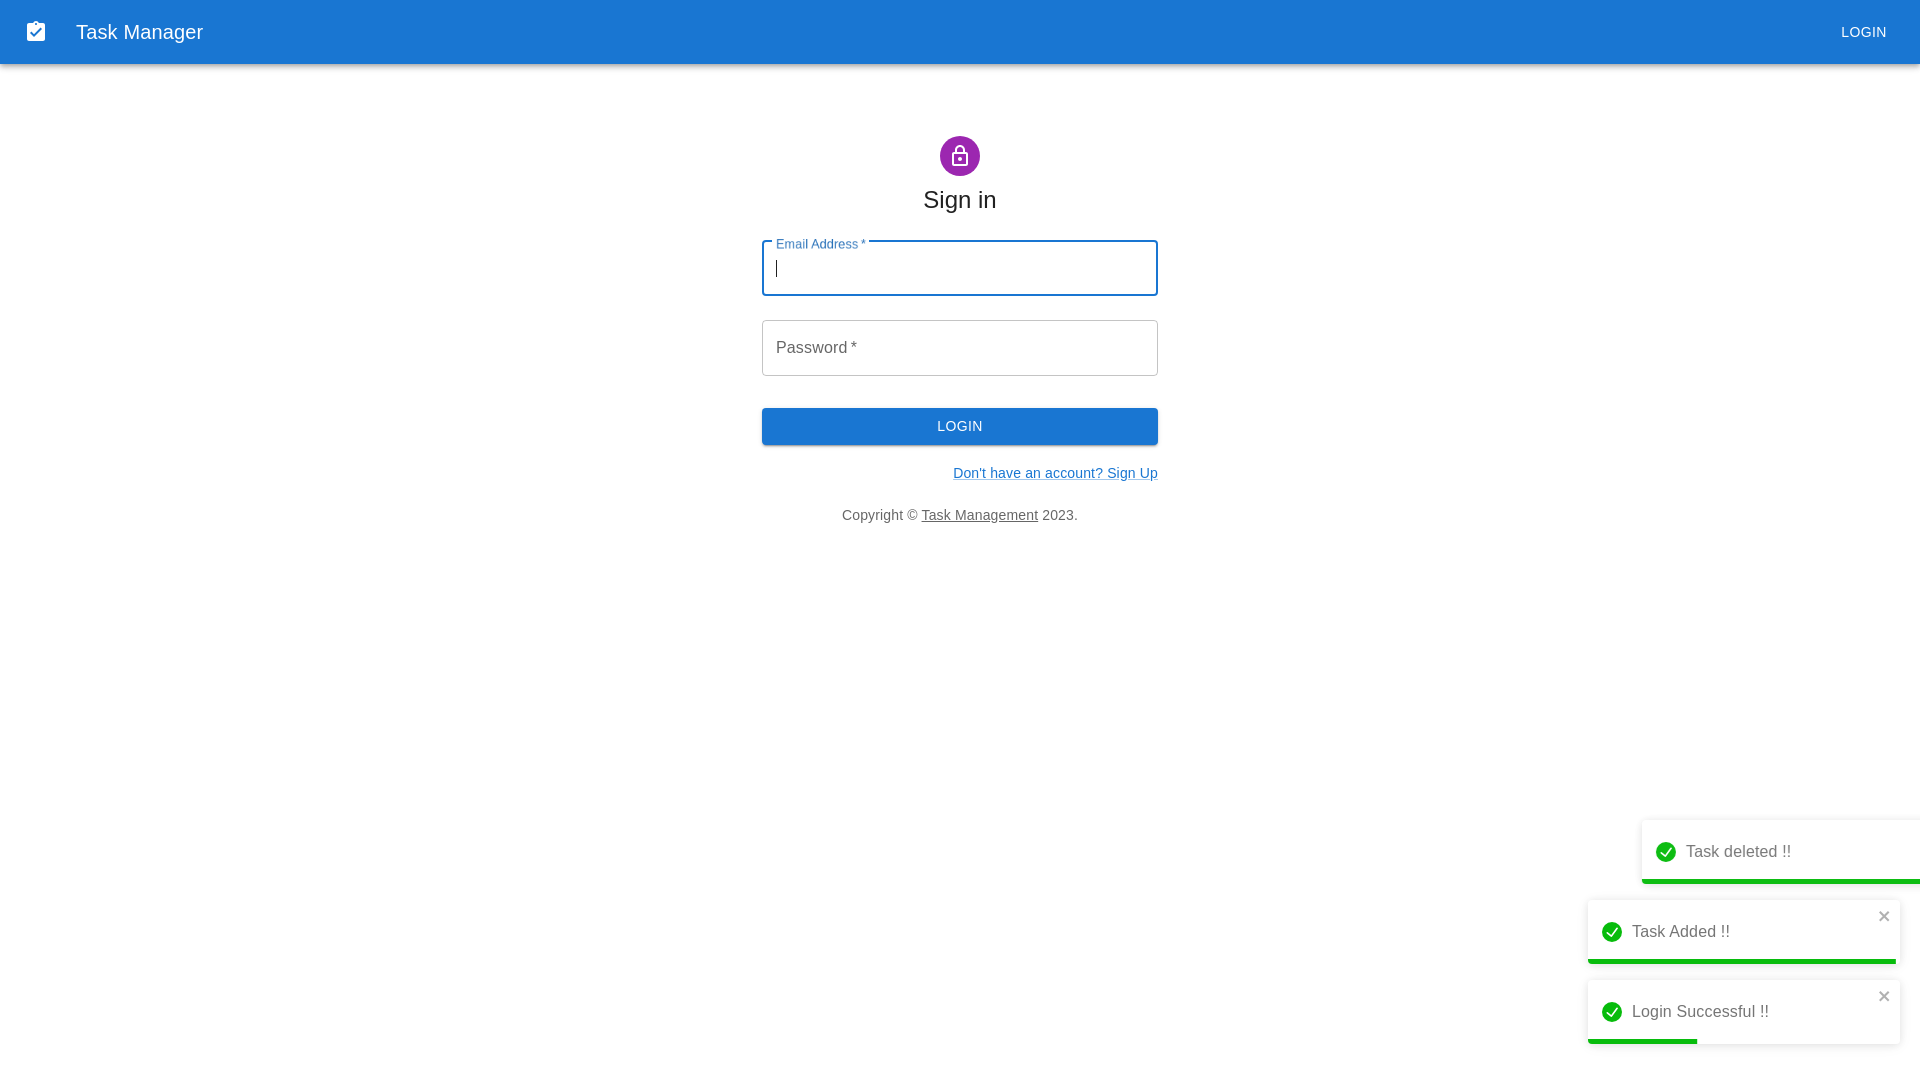 Task Manager
LOGIN
Sign in
Email Address *
Password *
LOGIN
Don't have an account? Sign Up
Copyright © Task Management 2023.
Task deleted !!
Task Added !!
Login Successful !!